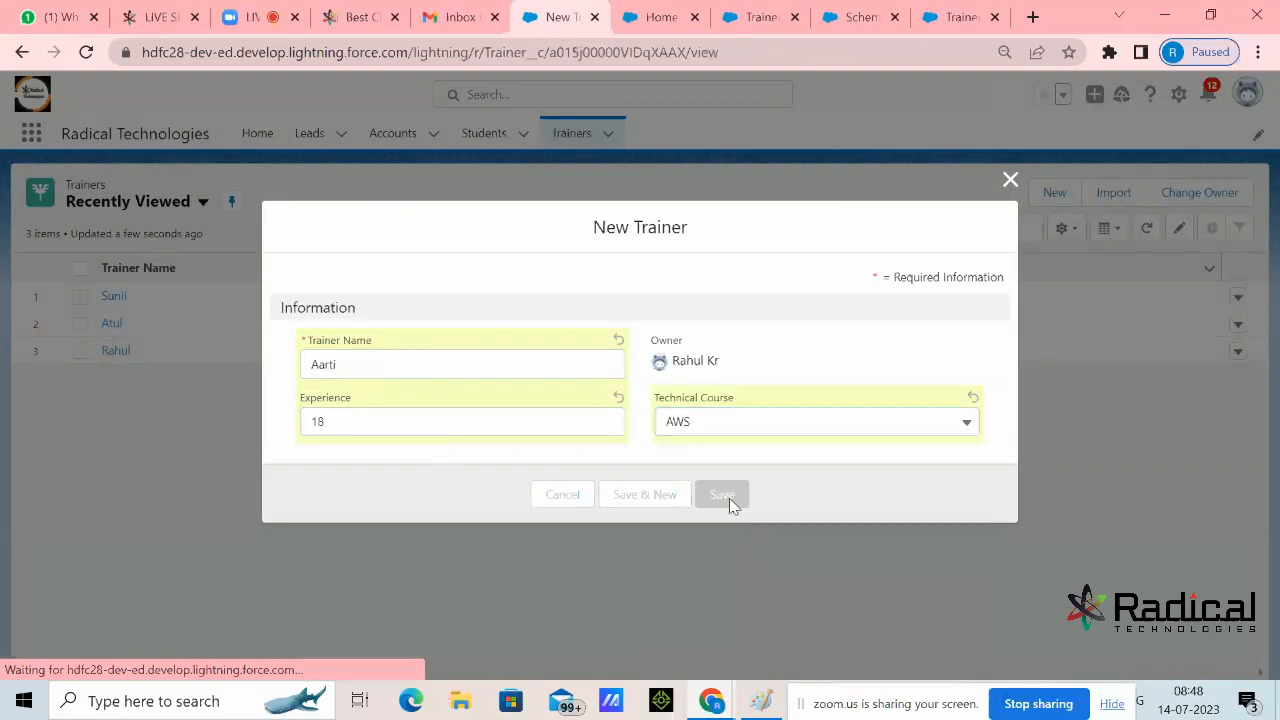 1 Wh
LiVE Si
LIV
Best Cl
Inbox
New Tr
Home
Traine
Schem
Traine
hdfc28-dev-ed.develop.lightning.force.com/lightning/r/Trainer__c/a015j00000VIDqXAAX/view
R Paused
Search...
12
Radical Technologies Home Leads Accounts Students Trainers
Trainers
Recently Viewed
New Import Change Owner
3 items • Updated a few seconds ago
Trainer Name
1 Sunil
2 Atul
3 Rahul
New Trainer
* = Required Information
Information
* Trainer Name
Aarti
Owner
Rahul Kr
Experience
18
Technical Course
AWS
Cancel Save & New Save
Radical
TECHNOLOGIES
Waiting for hdfc28-dev-ed.develop.lightning.force.com...
Type here to search
99+
zoom.us is sharing your screen. Stop sharing Hide
G
08:48
14-07-2023
3